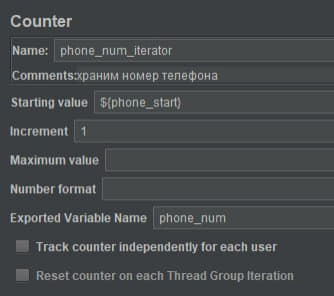 Counter
Name: phone_num_iterator
Comments: храним номер телефона
Starting value ${phone_start}
Increment 1
Maximum value
Number format
Exported Variable Name phone_num
Track counter independently for each user
Reset counter on each Thread Group Iteration